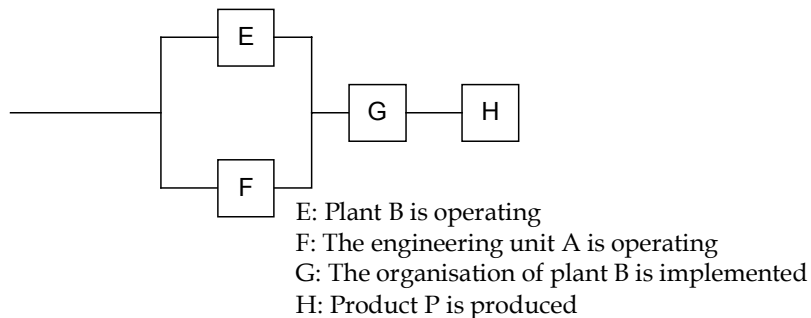 E
G
H
F
E: Plant B is operating
F: The engineering unit A is operating
G: The organisation of plant B is implemented
H: Product P is produced